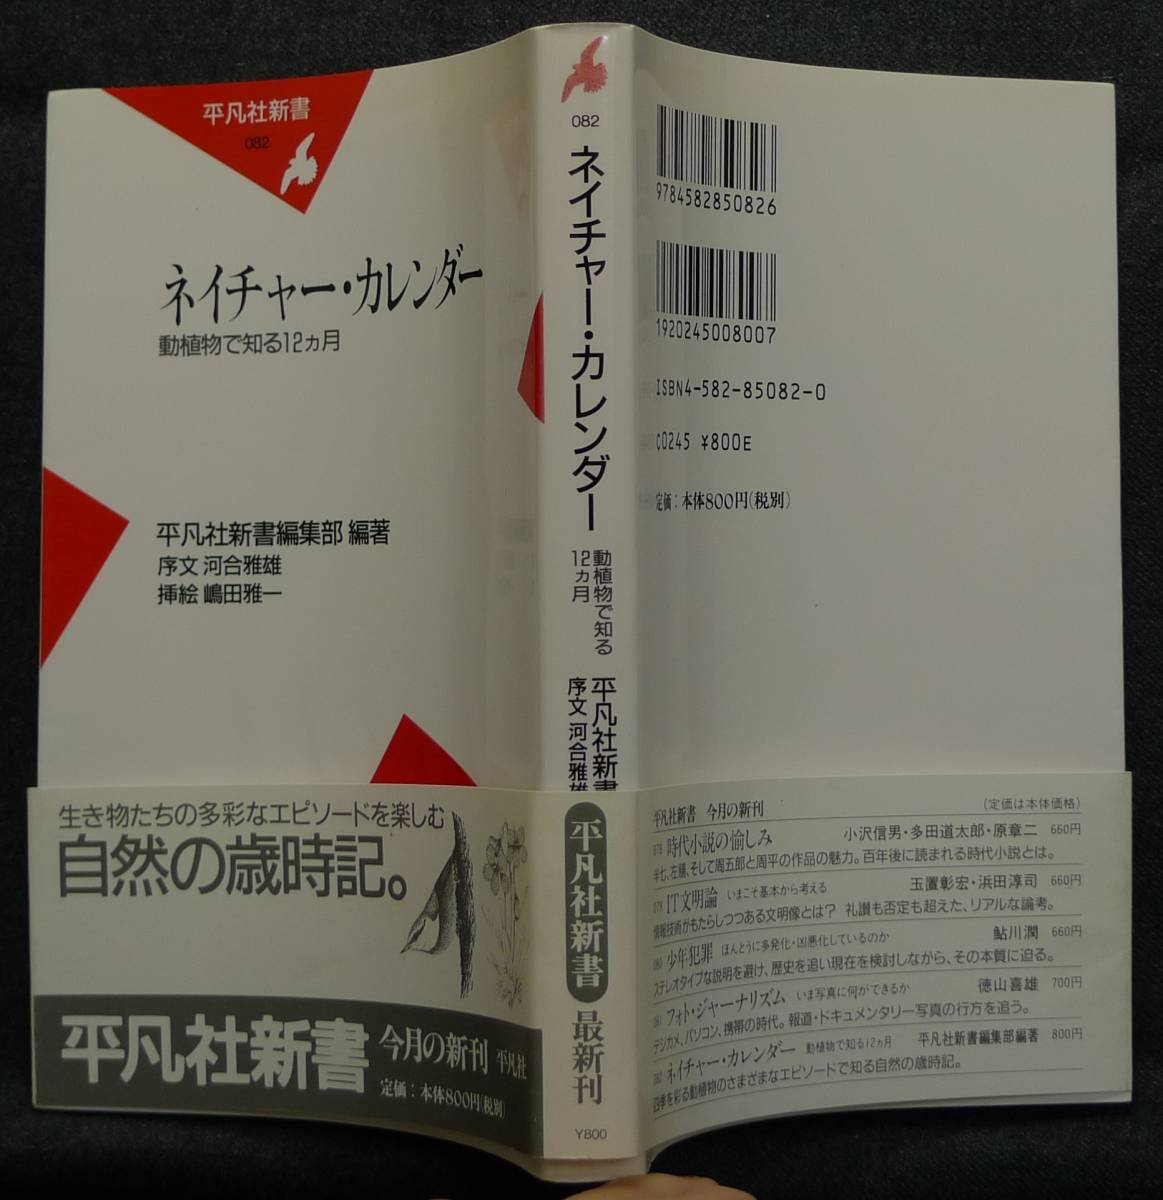 平凡社新書
082
ネイチャー・カレンダー
動植物で知る12ヵ月
平凡社新書編集部 編著
序文 河合雅雄
挿絵 嶋田雅一
生き物たちの多彩なエピソードを楽しむ
自然の歳時記。
平凡社新書 今月の新刊 平凡社
定価：本体800円(税別)
082
ネイチャー・カレンダー
動植物で知る
12ヵ月
平凡社新書
序文 河合雅雄
平凡社新書
最新刊
Y800
9784582850826
1920245008007
ISBN4-582-85082-0
C0245 ¥800E
定価：本体800円(税別)
平凡社新書 今月の新刊 (定価は本体価格)
078 時代小説の愉しみ 小沢信男・多田道太郎・原章二 660円
半七、左膳、そして周五郎と周平の作品の魅力。百年後に読まれる時代小説とは。
079 IT文明論 いまこそ基本から考える 玉置彰宏・浜田淳司 660円
情報技術がもたらしつつある文明像とは? 礼讃も否定も超えた、リアルな論考。
080 少年犯罪 ほんとうに多発化・凶悪化しているのか 鮎川潤 660円
ステレオタイプな説明を避け、歴史を追い現在を検討しながら、その本質に迫る。
081 フォト・ジャーナリズム いま写真に何ができるか 徳山喜雄 700円
デジカメ、パソコン、携帯の時代。報道・ドキュメンタリー写真の行方を追う。
082 ネイチャー・カレンダー 動植物で知る12ヵ月 平凡社新書編集部編著 800円
四季を彩る動植物のさまざまなエピソードで知る自然の歳時記。